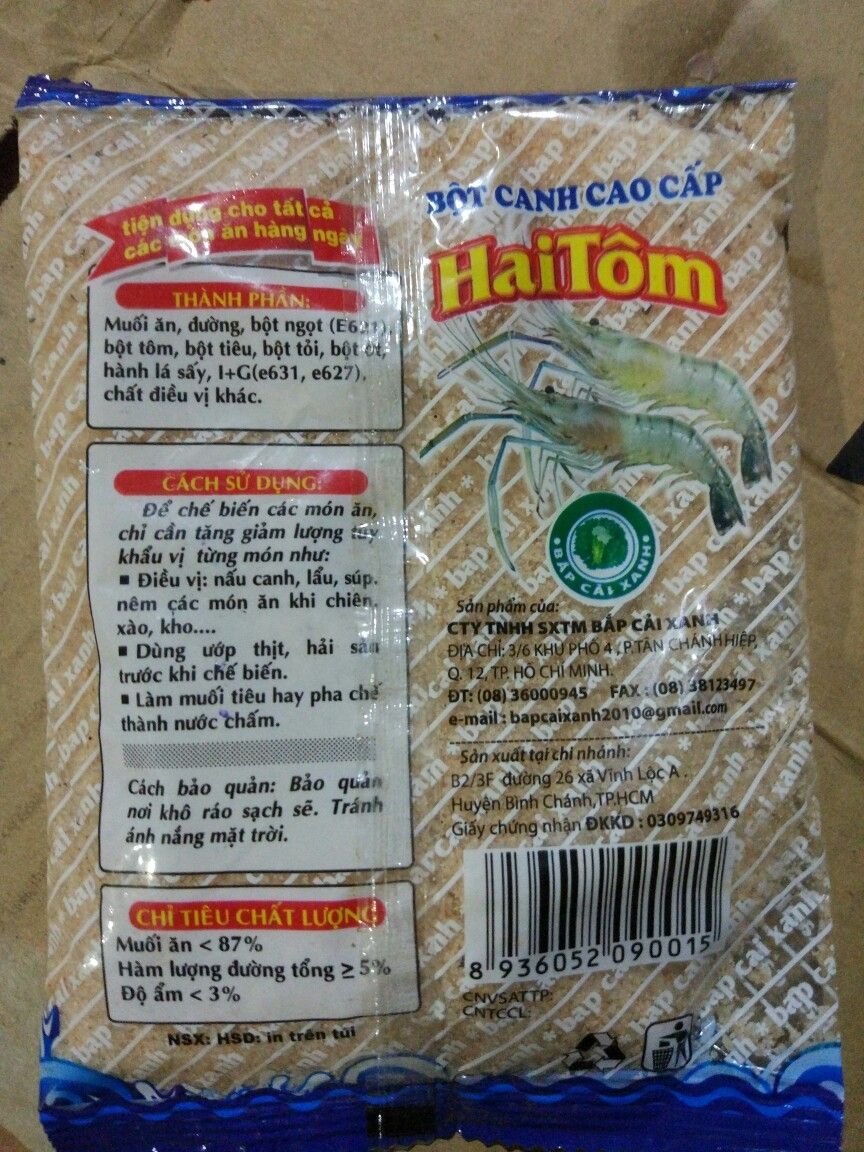 tiện dụng cho tất cả
các món ăn hàng ngày
THÀNH PHẦN:
Muối ăn, đường, bột ngọt (E621),
bột tôm, bột tiêu, bột tỏi, bột ớt,
hành lá sấy, I+G(e631, e627),
chất điều vị khác.
CÁCH SỬ DỤNG:
Để chế biến các món ăn,
chỉ cần tăng giảm lượng tùy
khẩu vị từng món như:
▪ Điều vị: nấu canh, lẩu, súp.
nêm các món ăn khi chiên,
xào, kho....
▪ Dùng ướp thịt, hải sản
trước khi chế biến.
▪ Làm muối tiêu hay pha chế
thành nước chấm.
Cách bảo quản: Bảo quản
nơi khô ráo sạch sẽ. Tránh
ánh nắng mặt trời.
CHỈ TIÊU CHẤT LƯỢNG
Muối ăn < 87%
Hàm lượng đường tổng ≥ 5%
Độ ẩm < 3%
NSX: HSD: in trên túi
BỘT CANH CAO CẤP
HaiTôm
BẮP CẢI XANH
Sản phẩm của:
CTY TNHH SXTM BẮP CẢI XANH
ĐỊA CHỈ: 3/6 KHU PHỐ 4, P.TÂN CHÁNH HIỆP,
Q. 12, TP. HỒ CHÍ MINH.
ĐT: (08) 36000945 FAX : (08) 38123497
e-mail : bapcaixanh2010@gmail.com
Sản xuất tại chi nhánh:
B2/3F đường 26 xã Vĩnh Lộc A .
Huyện Bình Chánh,TP.HCM
Giấy chứng nhận ĐKKD : 0309749316
8 936052 090015
CNVSATTP:
CNTCCL: